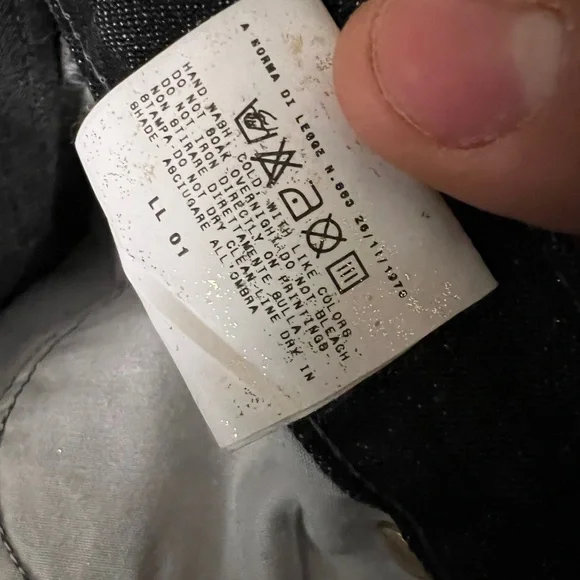 A NORMA DI LEGGE N 883 26/11/1973
HAND WASH COLD WITH LIKE COLORS
DO NOT SOAK OVERNIGHT DO NOT BLEACH
DO NOT IRON DIRECTLY ON PRINTINGS
NON STIRARE DIRETTAMENTE SULLA
STAMPA DO NOT DRY CLEAN-LINE DRY IN
SHADE ASCIUGARE ALL OMBRA
LL 01